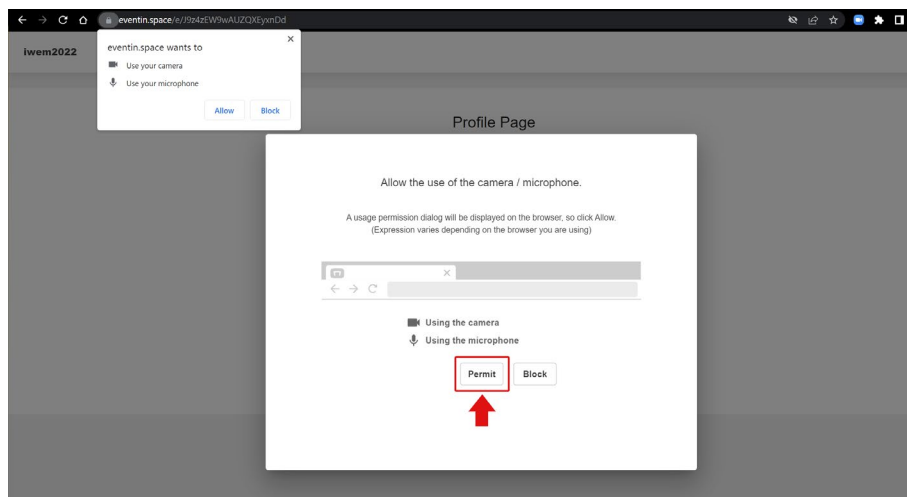 eventin.space/e/J9z4zEW9wAUZQXEyxnDd
iwem2022
eventin.space wants to
Use your camera
Use your microphone
Allow Block
Profile Page
Allow the use of the camera / microphone.
A usage permission dialog will be displayed on the browser, so click Allow.
(Expression varies depending on the browser you are using)
Using the camera
Using the microphone
Permit Block